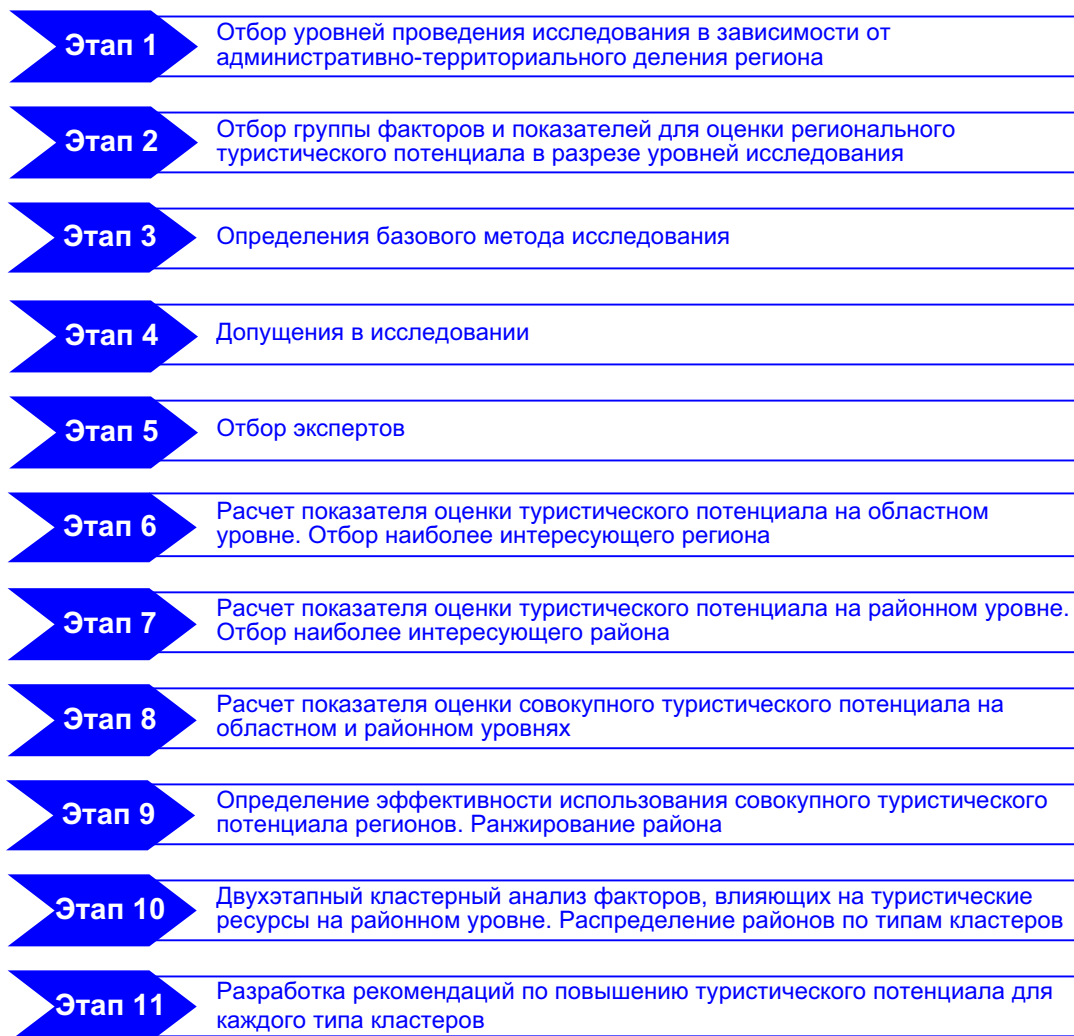 Этап 1
Отбор уровней проведения исследования в зависимости от
административно-территориального деления региона
Этап 2
Отбор группы факторов и показателей для оценки регионального
туристического потенциала в разрезе уровней исследования
Этап 3
Определения базового метода исследования
Этап 4
Допущения в исследовании
Этап 5
Отбор экспертов
Этап 6
Расчет показателя оценки туристического потенциала на областном
уровне. Отбор наиболее интересующего региона
Этап 7
Расчет показателя оценки туристического потенциала на районном уровне.
Отбор наиболее интересующего района
Этап 8
Расчет показателя оценки совокупного туристического потенциала на
областном и районном уровнях
Этап 9
Определение эффективности использования совокупного туристического
потенциала регионов. Ранжирование района
Этап 10
Двухэтапный кластерный анализ факторов, влияющих на туристические
ресурсы на районном уровне. Распределение районов по типам кластеров
Этап 11
Разработка рекомендаций по повышению туристического потенциала для
каждого типа кластеров